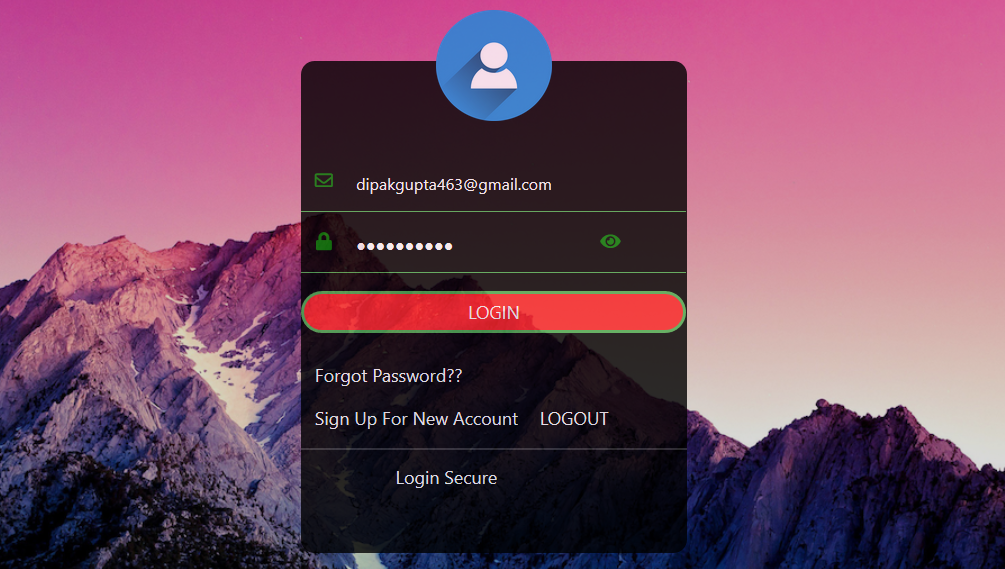 dipakgupta463@gmail.com
••••••••••
LOGIN
Forgot Password??
Sign Up For New Account LOGOUT
Login Secure